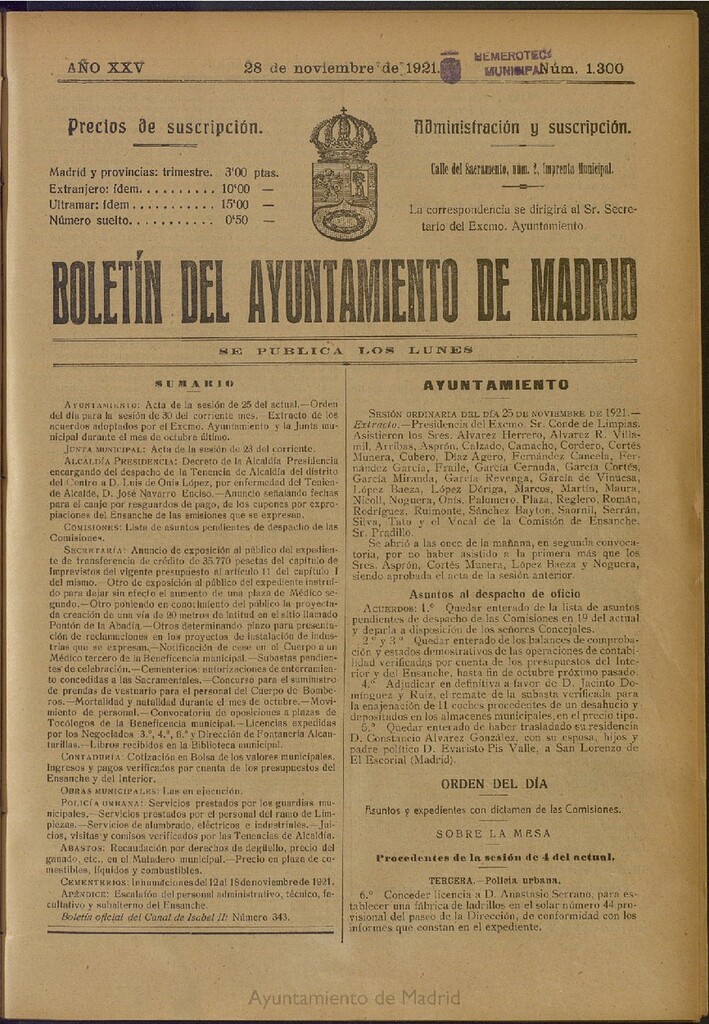 AÑO XXV
28 de noviembre de 1921.
HEMEROTECA
MUNICIPAL
Núm. 1.300
Precios de suscripción.
Madrid y provincias: trimestre. 3'00 ptas.
Extranjero: ídem.......... 10'00 —
Ultramar: ídem........... 15'00 —
Número suelto........... 0'50 —
Administración y suscripción.
Calle del Sacramento, núm. 2, Imprenta Municipal.
La correspondencia se dirigirá al Sr. Secre-
tario del Excmo. Ayuntamiento.
BOLETÍN DEL AYUNTAMIENTO DE MADRID
SE PUBLICA LOS LUNES
SUMARIO
AYUNTAMIENTO: Acta de la sesión de 25 del actual.—Orden
del día para la sesión de 30 del corriente mes.—Extracto de los
acuerdos adoptados por el Excmo. Ayuntamiento y la Junta mu-
nicipal durante el mes de octubre último.
JUNTA MUNICIPAL: Acta de la sesión de 23 del corriente.
ALCALDÍA PRESIDENCIA: Decreto de la Alcaldía Presidencia
encargando del despacho de la Tenencia de Alcaldía del distrito
del Centro a D. Luis de Onís López, por enfermedad del Tenien-
de Alcalde, D. José Navarro Enciso.—Anuncio señalando fechas
para el canje por resguardos de pago, de los cupones por expro-
piaciones del Ensanche de las emisiones que se expresan.
COMISIONES: Lista de asuntos pendientes de despacho de las
Comisiones.
SECRETARÍA: Anuncio de exposición al público del expedien-
te de transferencia de crédito de 35.770 pesetas del capítulo de
Imprevistos del vigente presupuesto al artículo 11 del capítulo 1
del mismo.—Otro de exposición al público del expediente instruí-
do para dejar sin efecto el aumento de una plaza de Médico se-
gundo.—Otro poniendo en conocimiento del público la proyecta-
da creación de una vía de 20 metros de latitud en el sitio llamado
Pontón de la Abadía.—Otros determinando plazo para presenta-
ción de reclamaciones en los proyectos de instalación de indus-
trias que se expresan.—Notificación de cese en el Cuerpo a un
Médico tercero de la Beneficencia municipal.—Subastas pendien-
tes de celebración.—Cementerios: autorizaciones de enterramiento
concedidas a las Sacramentales.—Concurso para el suministro
de prendas de vestuario para el personal del Cuerpo de Bombe-
ros.—Mortalidad y natalidad durante el mes de octubre.—Movi-
miento de personal.—Convocatoria de oposiciones a plazas de
Tocólogos de la Beneficencia municipal.—Licencias expedidas
por los Negociados 3.º, 4.º, 6.º y Dirección de Fontanería Alcan-
tarillas.—Libros recibidos en la Biblioteca municipal.
CONTADURÍA: Cotización en Bolsa de los valores municipales.
Ingresos y pagos verificados por cuenta de los presupuestos del
Ensanche y del Interior.
OBRAS MUNICIPALES: Las en ejecución.
POLICÍA URBANA: Servicios prestados por los guardias mu-
nicipales.—Servicios prestados por el personal del ramo de Lim-
piezas.—Servicios de alumbrado, eléctricos e industriales.—Jui-
cios, visitas y comisos verificados por las Tenencias de Alcaldía.
ABASTOS: Recaudación por derechos de degüello, precio del
ganado, etc., en el Matadero municipal.—Precio en plaza de co-
mestibles, líquidos y combustibles.
CEMENTERIOS: Inhumaciones del 12 al 18 de noviembre de 1921.
APÉNDICE: Escalafón del personal administrativo, técnico, fa-
cultativo y subalterno del Ensanche.
Boletín oficial del Canal de Isabel II: Número 343.
AYUNTAMIENTO
SESIÓN ORDINARIA DEL DÍA 25 DE NOVIEMBRE DE 1921.—
Extracto.—Presidencia del Excmo. Sr. Conde de Limpias.
Asistieron los Sres. Alvarez Herrero, Alvarez R. Villa-
mil, Arribas, Asprón, Calzado, Camacho, Cordero, Cortés
Munera, Cubero, Díaz Agero, Fernández Cancela, Fer-
nández García, Fraile, García Cernuda, García Cortés,
García Miranda, García Revenga, García de Vinuesa,
López Baeza, López Dóriga, Marcos, Martín, Maura,
Nicoli, Noguera, Onís, Palomero, Plaza, Reglero, Román,
Rodríguez, Ruimonte, Sánchez Bayton, Saornil, Serrán,
Silva, Tato y el Vocal de la Comisión de Ensanche,
Sr. Pradillo.
Se abrió a las once de la mañana, en segunda convoca-
toria, por no haber asistido a la primera más que los
Sres. Asprón, Cortés Munera, López Baeza y Noguera,
siendo aprobada el acta de la sesión anterior.
Asuntos al despacho de oficio
ACUERDOS: 1.º Quedar enterado de la lista de asuntos
pendientes de despacho de las Comisiones en 19 del actual
y dejarla a disposición de los señores Concejales.
2.º y 3.º Quedar enterado de los balances de comproba-
ción y estados demostrativos de las operaciones de contabi-
lidad verificadas por cuenta de los presupuestos del Inte-
rior y del Ensanche, hasta fin de octubre próximo pasado.
4.º Adjudicar en definitiva a favor de D. Jacinto Do-
mínguez y Ruiz, el remate de la subasta verificada para
la enajenación de 11 coches procedentes de un desahucio y
depositados en los almacenes municipales, en el precio tipo.
5.º Quedar enterado de haber trasladado su residencia
D. Constancio Alvarez González, con su esposa, hijos y
padre político D. Evaristo Pis Valle, a San Lorenzo de
El Escorial (Madrid).
ORDEN DEL DÍA
Asuntos y expedientes con dictamen de las Comisiones.
SOBRE LA MESA
Procedentes de la sesión de 4 del actual.
TERCERA.—Policía urbana.
6.º Conceder licencia a D. Anastasio Serrano, para es-
tablecer una fábrica de ladrillos en el solar número 44 pro-
visional del paseo de la Dirección, de conformidad con los
informes que constan en el expediente.
Ayuntamiento de Madrid